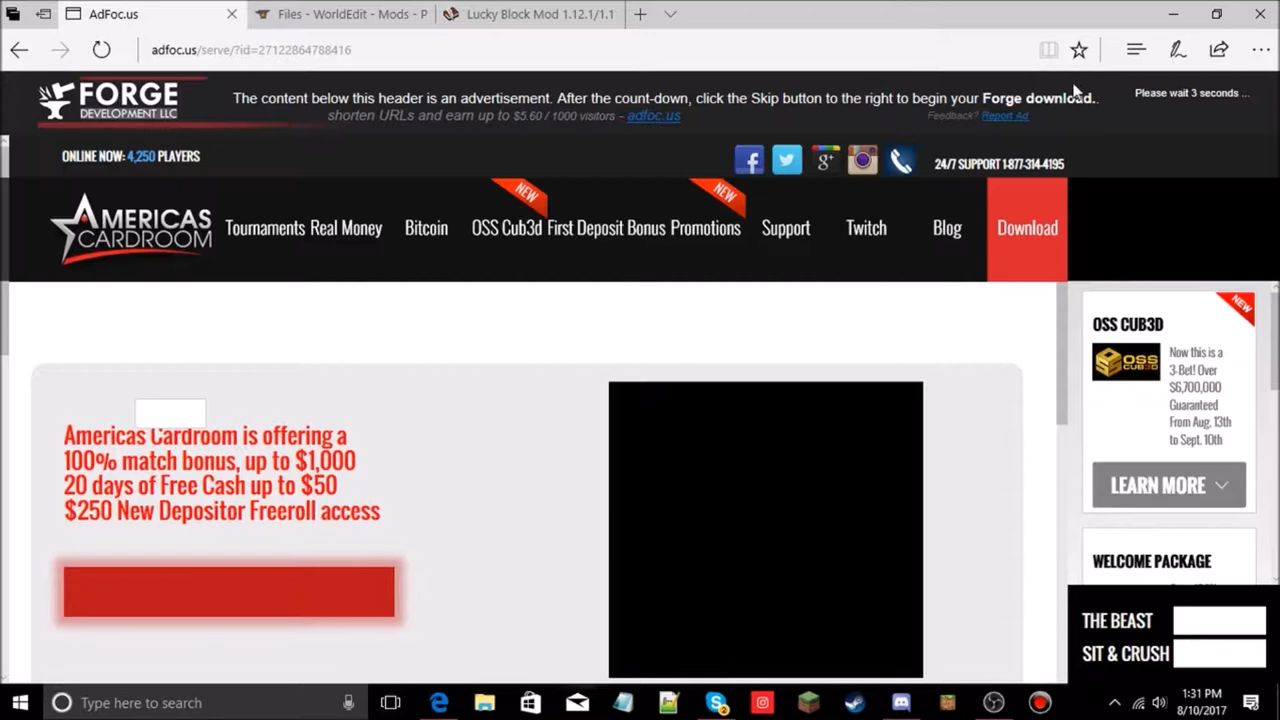 AdFoc.us
Files - WorldEdit - Mods - P
Lucky Block Mod 1.12.1/1.1
adfoc.us/serve/?id=27122864788416
FORGE
DEVELOPMENT LLC
The content below this header is an advertisement. After the count-down, click the Skip button to the right to begin your Forge download.
shorten URLs and earn up to $5.60 / 1000 visitors - adfoc.us
Feedback? Report Ad
Please wait 3 seconds ...
ONLINE NOW: 4,250 PLAYERS
24/7 SUPPORT 1-877-314-4195
AMERICAS
CARDROOM
Tournaments Real Money Bitcoin OSS Cub3d NEW First Deposit Bonus Promotions NEW Support Twitch Blog Download
NEW
OSS CUB3D
OSS
CUB3D
Now this is a
3-Bet! Over
$6,700,000
Guaranteed
From Aug. 13th
to Sept. 10th
LEARN MORE
Americas Cardroom is offering a
100% match bonus, up to $1,000
20 days of Free Cash up to $50
$250 New Depositor Freeroll access
WELCOME PACKAGE
THE BEAST
SIT & CRUSH
Type here to search
2
1:31 PM
8/10/2017